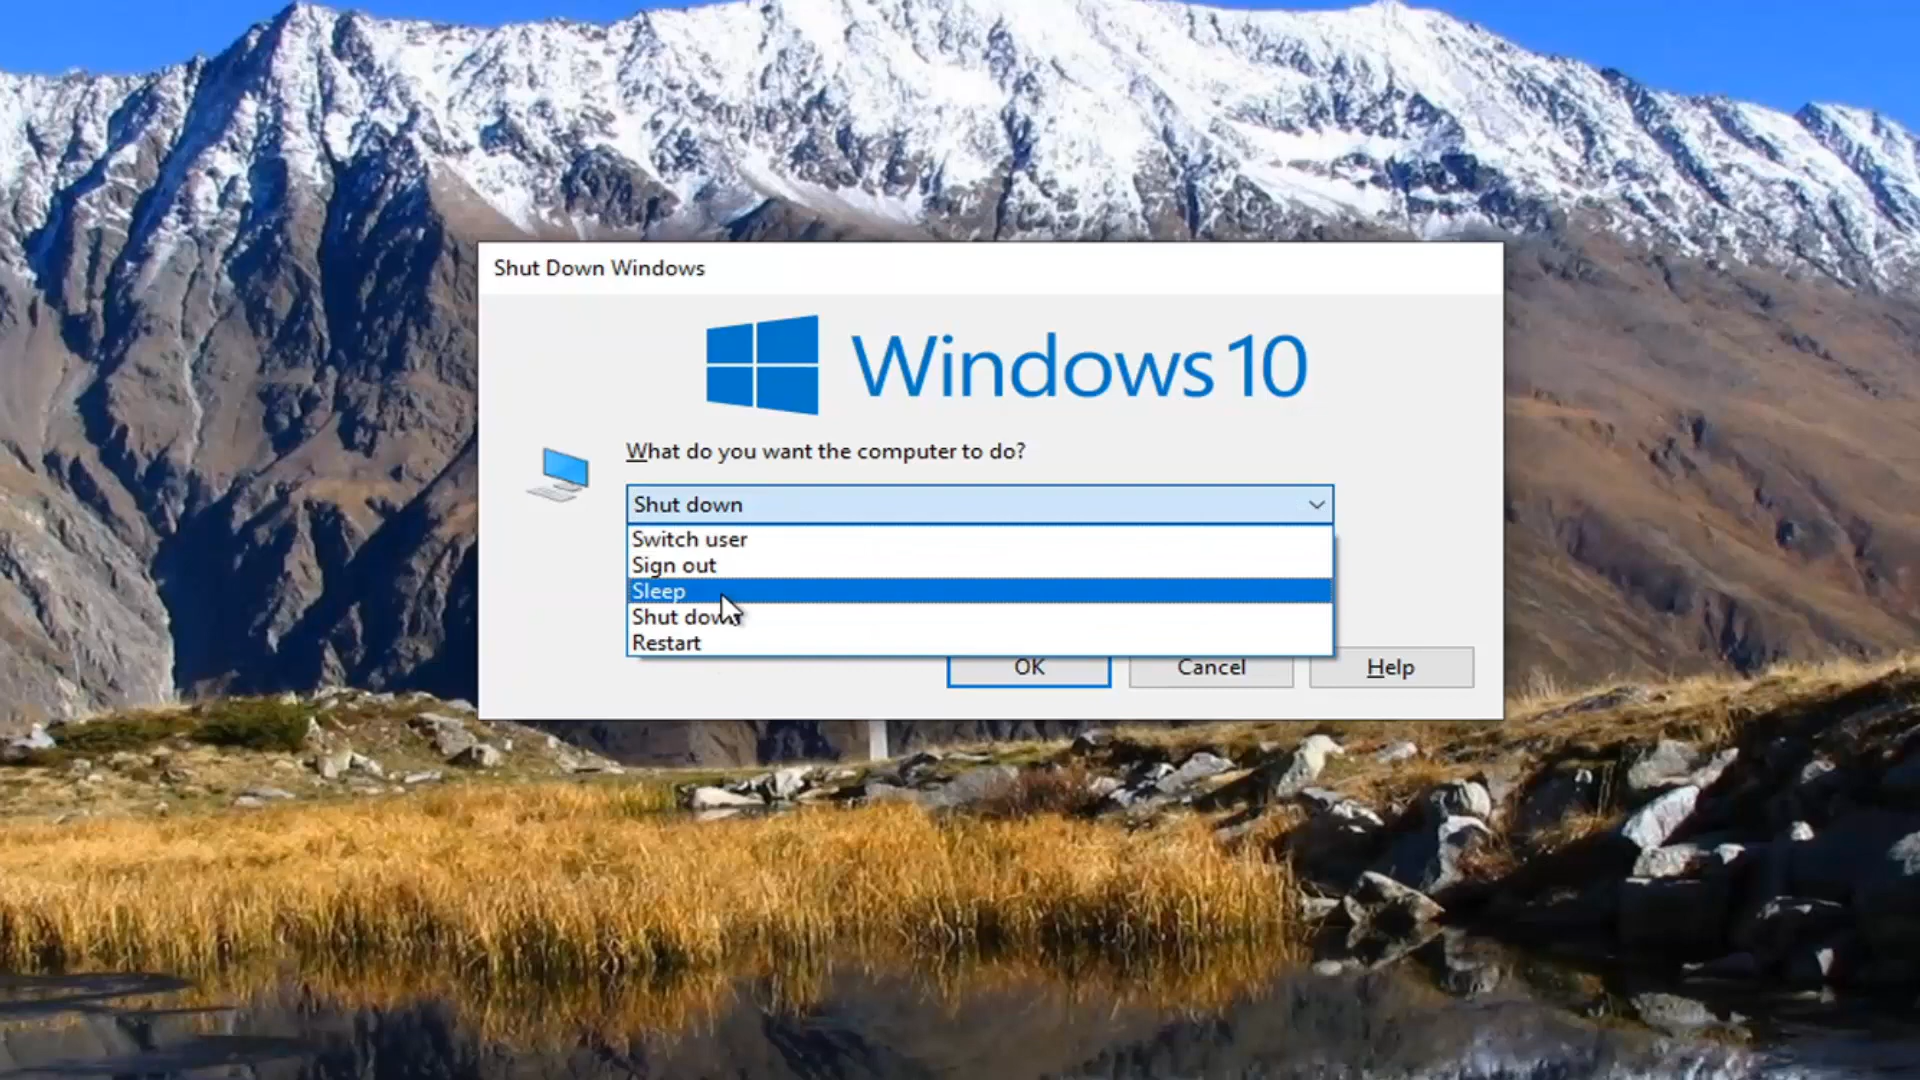 Shut Down Windows
Windows 10
What do you want the computer to do?
Shut down
Switch user
Sign out
Sleep
Shut down
Restart
OK Cancel Help